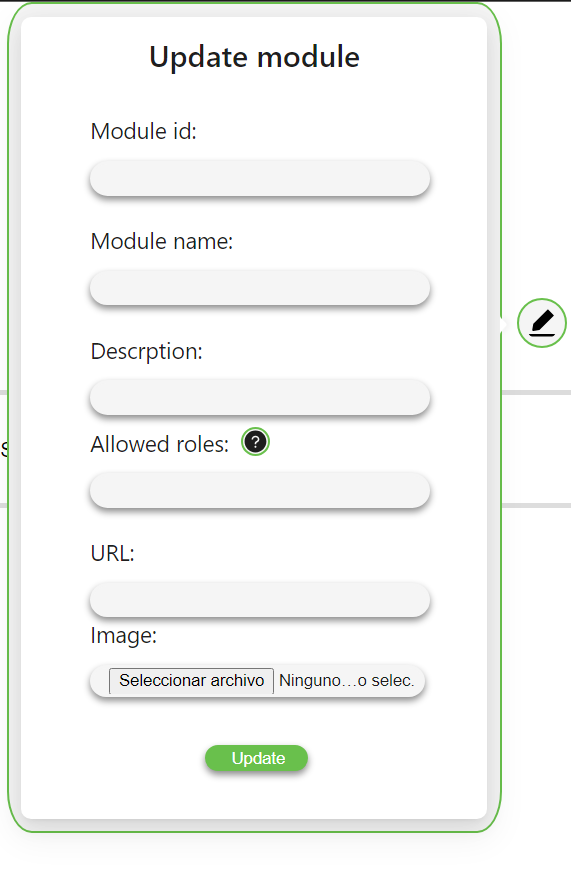 Update module
Module id:
Module name:
Descrption:
Allowed roles: ?
URL:
Image:
Seleccionar archivo Ninguno…o selec.
Update